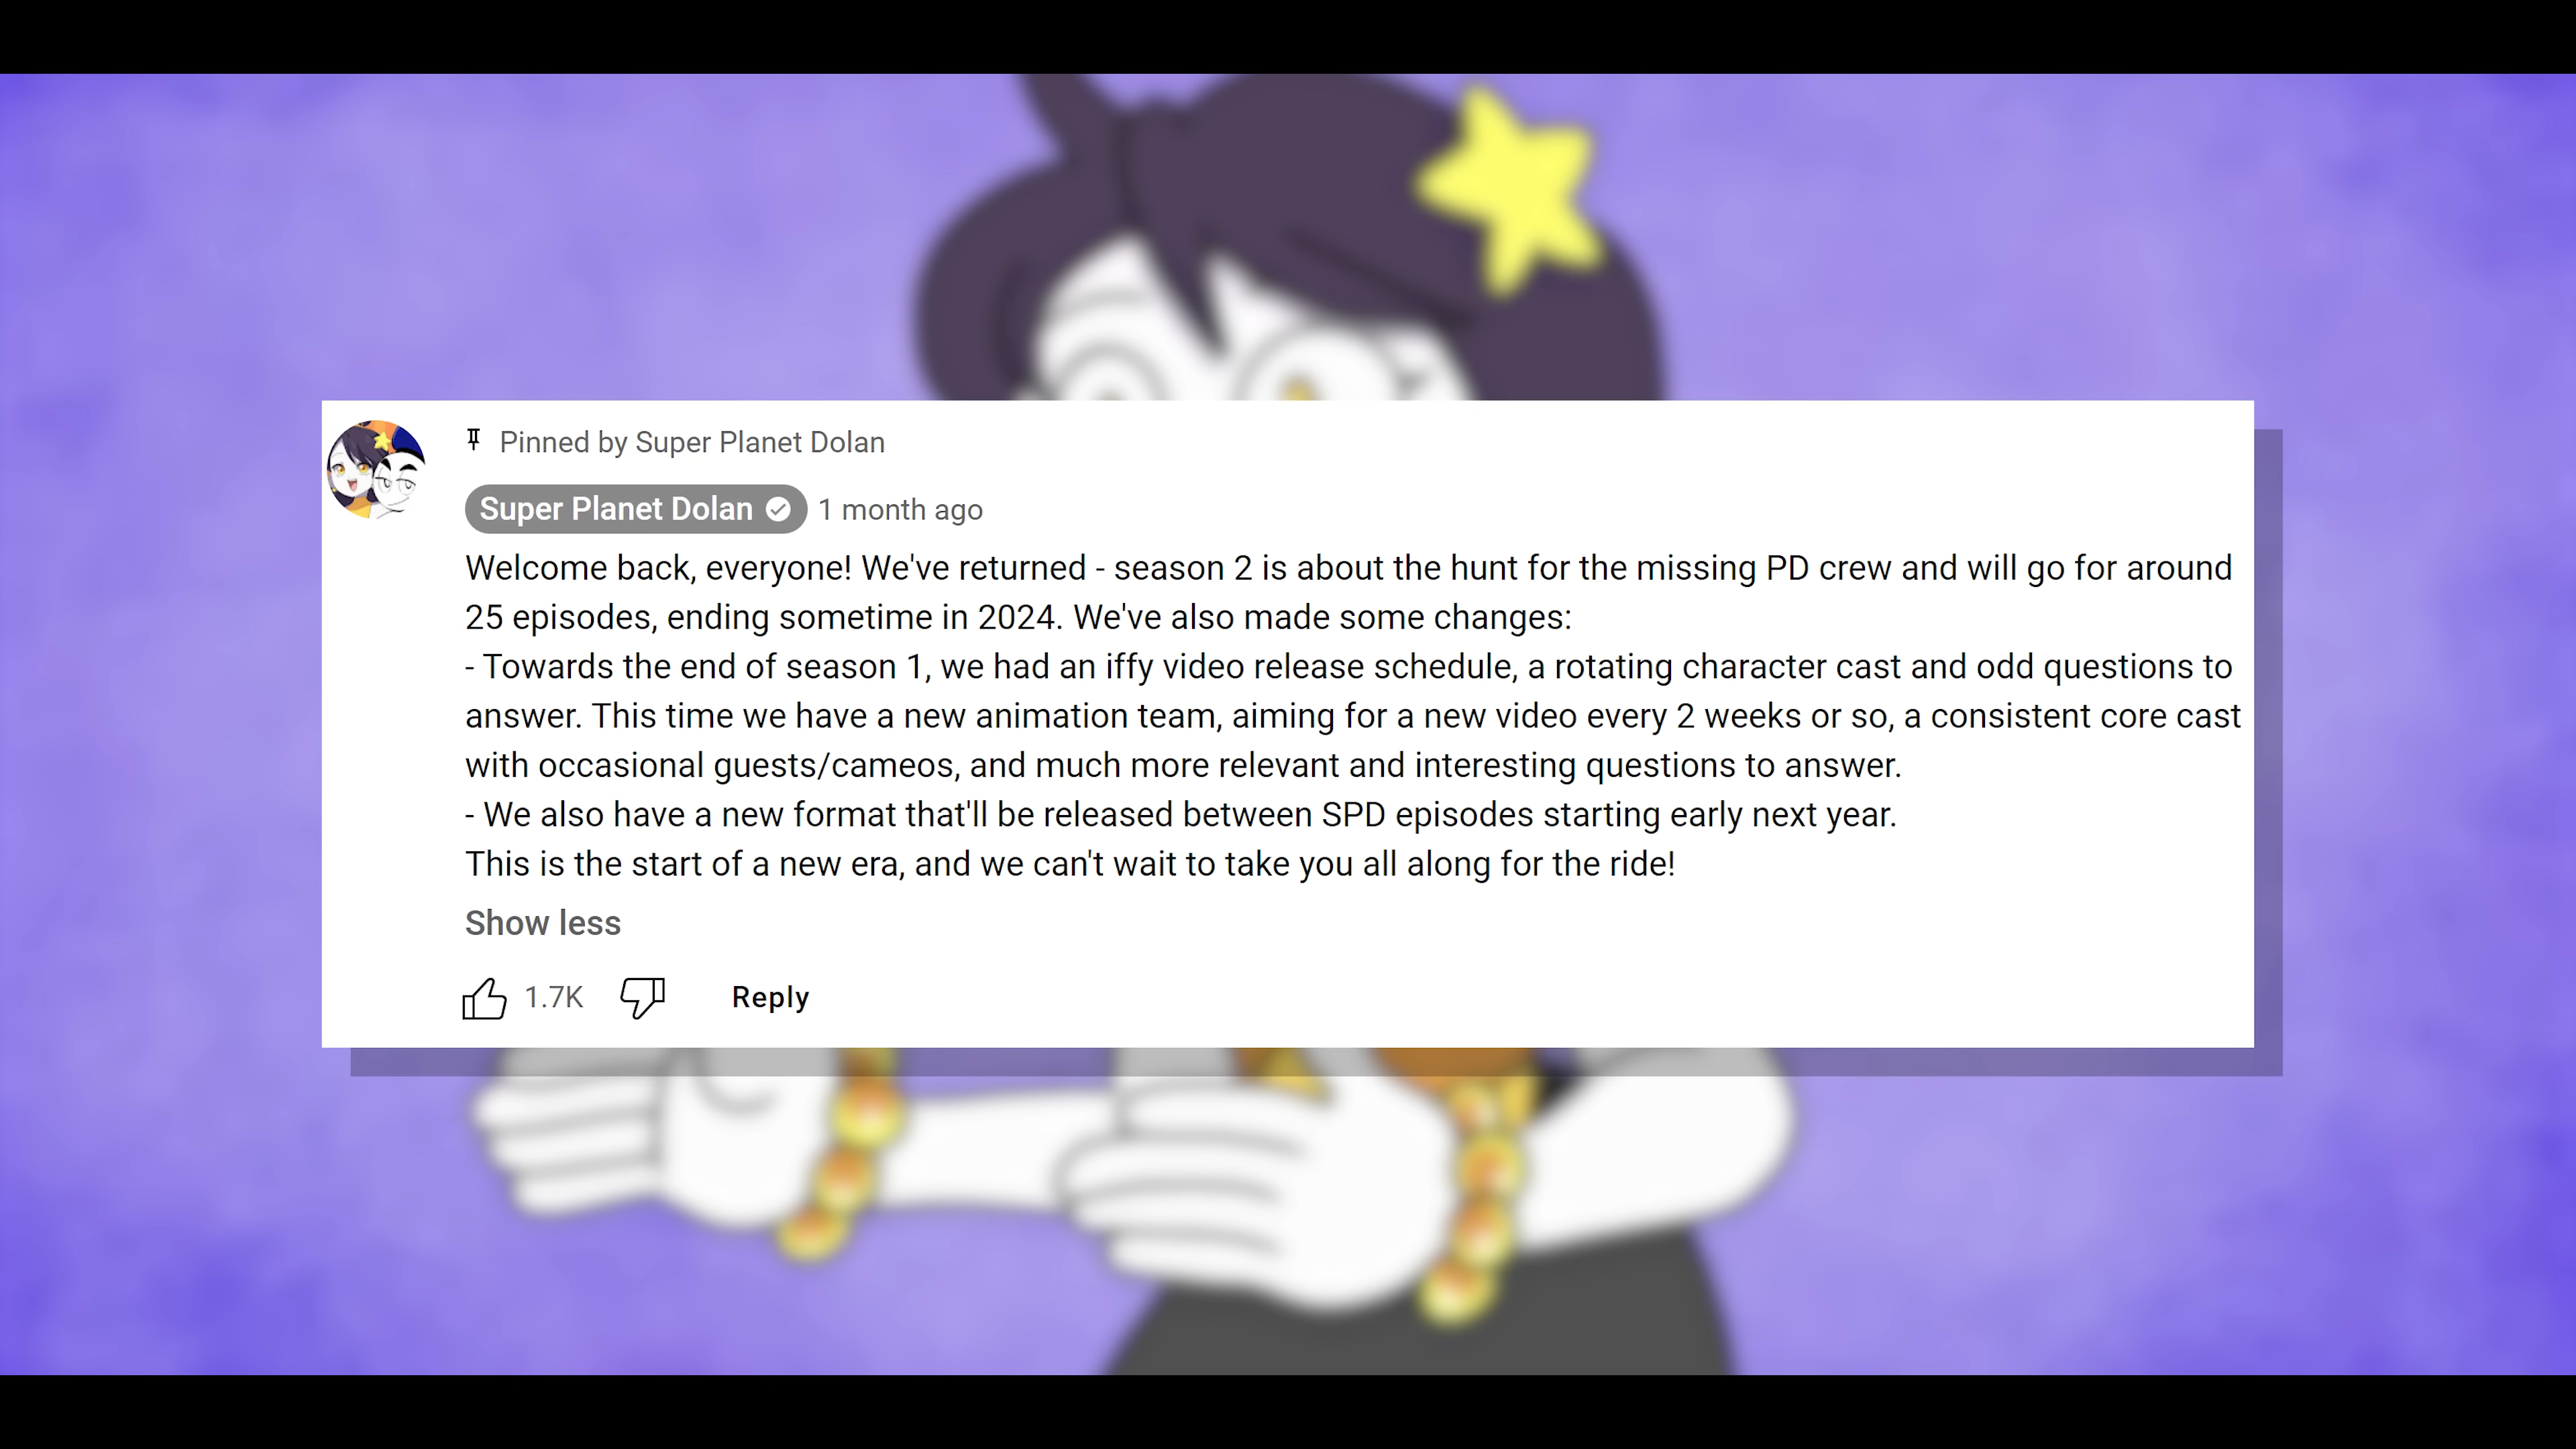 Pinned by Super Planet Dolan
Super Planet Dolan 1 month ago
Welcome back, everyone! We've returned - season 2 is about the hunt for the missing PD crew and will go for around
25 episodes, ending sometime in 2024. We've also made some changes:
- Towards the end of season 1, we had an iffy video release schedule, a rotating character cast and odd questions to
answer. This time we have a new animation team, aiming for a new video every 2 weeks or so, a consistent core cast
with occasional guests/cameos, and much more relevant and interesting questions to answer.
- We also have a new format that'll be released between SPD episodes starting early next year.
This is the start of a new era, and we can't wait to take you all along for the ride!
Show less
1.7K Reply